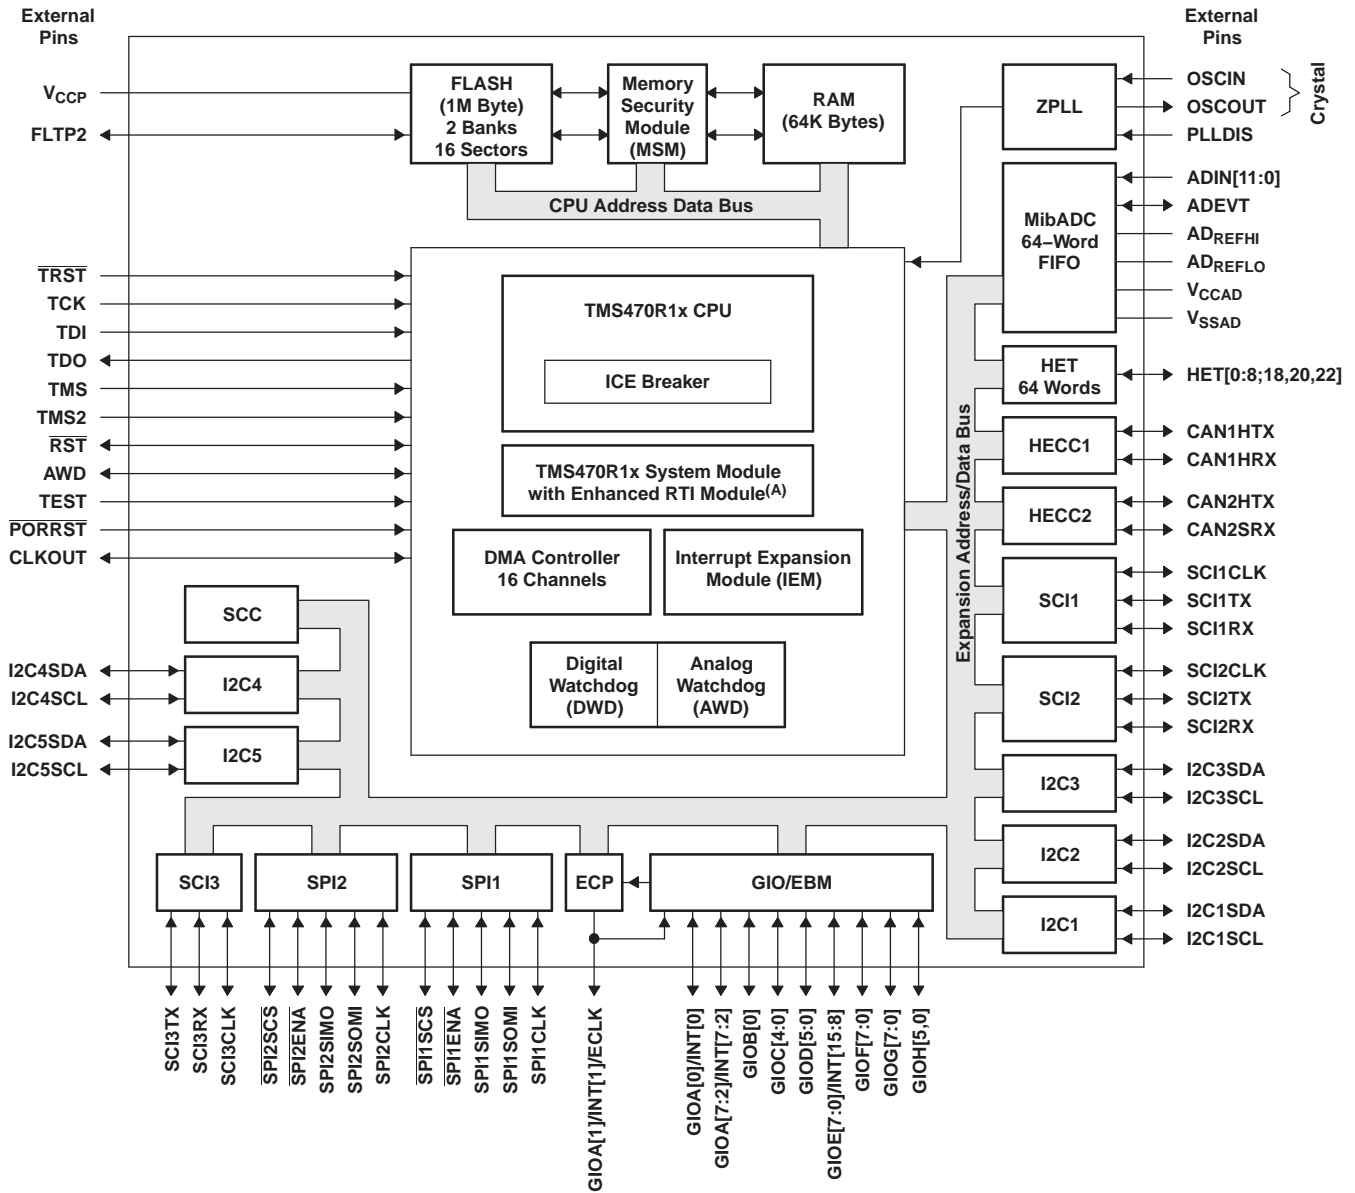 External
Pins
External
Pins
VCCP
FLTP2
FLASH
(1M Byte)
2 Banks
16 Sectors
Memory
Security
Module
(MSM)
RAM
(64K Bytes)
CPU Address Data Bus
ZPLL
OSCIN
OSCOUT
PLLDIS
Crystal
MibADC
64–Word
FIFO
ADIN[11:0]
ADEVT
ADREFHI
ADREFLO
VCCAD
VSSAD
TRST
TCK
TDI
TDO
TMS
TMS2
RST
AWD
TEST
PORRST
CLKOUT
TMS470R1x CPU
ICE Breaker
TMS470R1x System Module
with Enhanced RTI Module(A)
DMA Controller
16 Channels
Interrupt Expansion
Module (IEM)
Digital
Watchdog
(DWD)
Analog
Watchdog
(AWD)
Expansion Address/Data Bus
HET
64 Words
HET[0:8;18,20,22]
HECC1
CAN1HTX
CAN1HRX
HECC2
CAN2HTX
CAN2SRX
SCI1
SCI1CLK
SCI1TX
SCI1RX
SCI2
SCI2CLK
SCI2TX
SCI2RX
I2C3
I2C3SDA
I2C3SCL
I2C2
I2C2SDA
I2C2SCL
I2C1
I2C1SDA
I2C1SCL
SCC
I2C4SDA
I2C4SCL
I2C4
I2C5SDA
I2C5SCL
I2C5
SCI3
SPI2
SPI1
ECP
GIO/EBM
SCI3TX
SCI3RX
SCI3CLK
SPI2SCS
SPI2ENA
SPI2SIMO
SPI2SOMI
SPI2CLK
SPI1SCS
SPI1ENA
SPI1SIMO
SPI1SOMI
SPI1CLK
GIOA[1]/INT[1]/ECLK
GIOA[0]/INT[0]
GIOA[7:2]/INT[7:2]
GIOB[0]
GIOC[4:0]
GIOD[5:0]
GIOE[7:0]/INT[15:8]
GIOF[7:0]
GIOG[7:0]
GIOH[5,0]